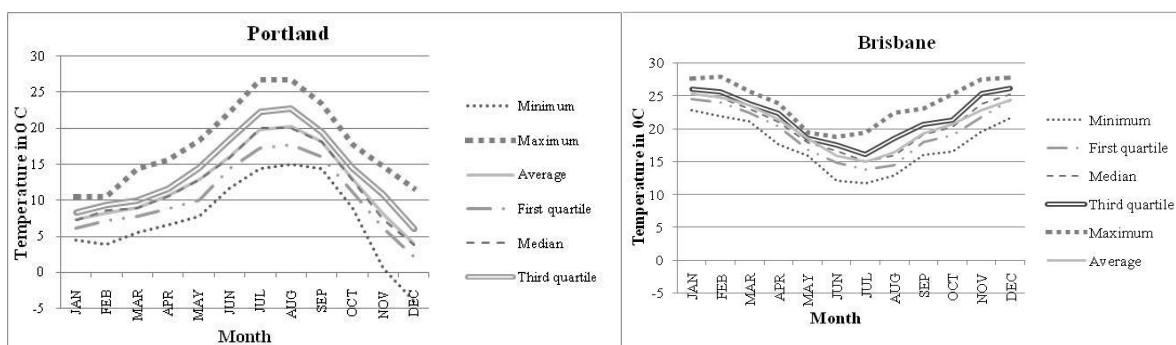 Portland
30
25
20
15
10
5
0
-5
Temperature in 0C
JAN
FEB
MAR
APR
MAY
JUN
JUL
AUG
SEP
OCT
NOV
DEC
Month
Minimum
Maximum
Average
First quartile
Median
Third quartile
Brisbane
30
25
20
15
10
5
0
-5
Temperature in 0C
JAN
FEB
MAR
APR
MAY
JUN
JUL
AUG
SEP
OCT
NOV
DEC
Month
Minimum
First quartile
Median
Third quartile
Maximum
Average